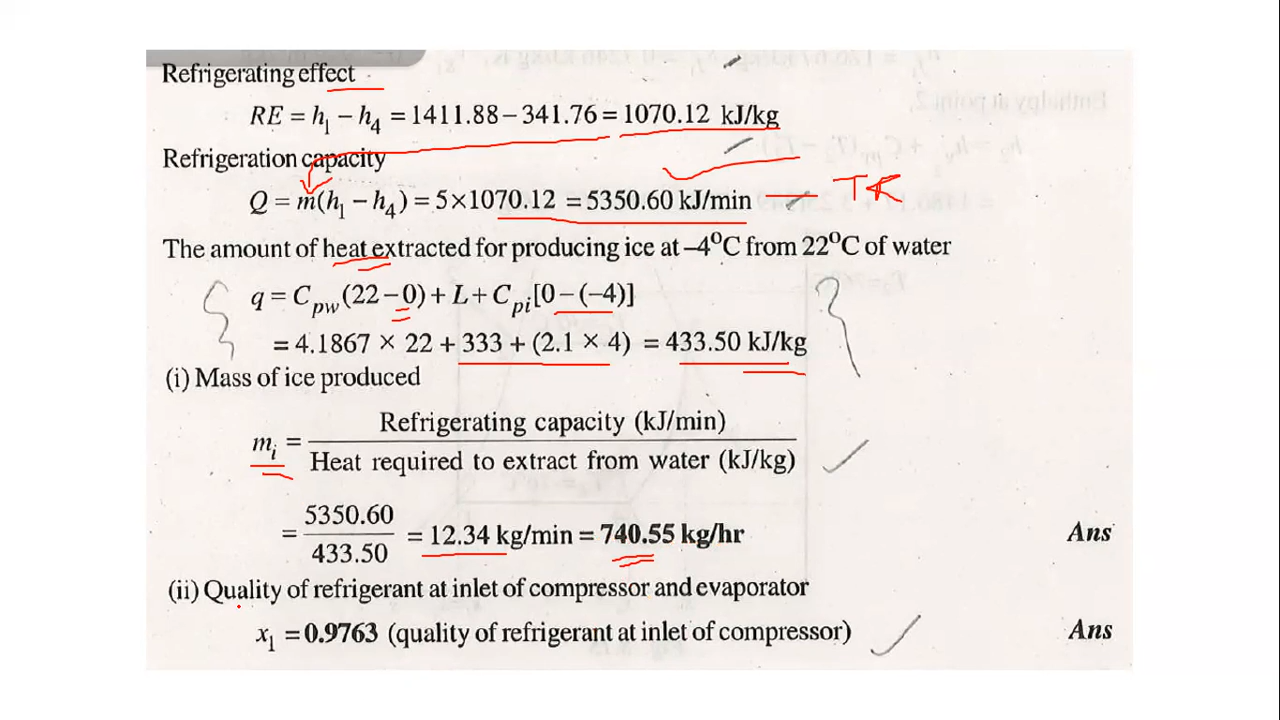 Refrigerating effect
RE = h₁ − h₄ = 1411.88 − 341.76 = 1070.12 kJ/kg
Refrigeration capacity
Q = m(h₁ − h₄) = 5×1070.12 = 5350.60 kJ/min — TR
The amount of heat extracted for producing ice at –4⁰C from 22⁰C of water
q = Cpw (22 − 0) + L + Cpi [0 − (−4)]
= 4.1867 × 22 + 333 + (2.1 × 4) = 433.50 kJ/kg
(i) Mass of ice produced
mᵢ = Refrigerating capacity (kJ/min)
Heat required to extract from water (kJ/kg)
= 5350.60
433.50 = 12.34 kg/min = 740.55 kg/hr Ans
(ii) Quality of refrigerant at inlet of compressor and evaporator
x₁ = 0.9763 (quality of refrigerant at inlet of compressor) Ans